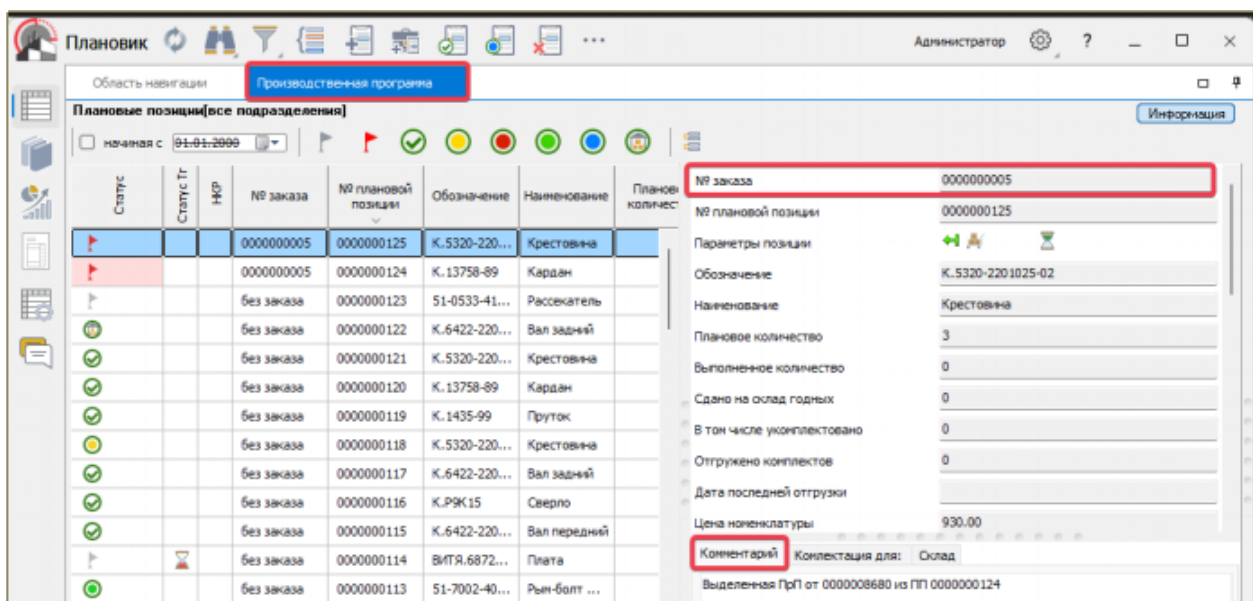 Плановик ... Администратор ?
Область навигации Производственная программа
Плановые позиции[все подразделения] Информация
начиная с 01.01.2000
Статус Статус Тг НКР № заказа № плановой позиции Обозначение Наименование
0000000005 0000000125 К.5320-220... Крестовина
0000000005 0000000124 К.13758-89 Кардан
без заказа 0000000123 51-0533-41... Рассекатель
без заказа 0000000122 К.6422-220... Вал задний
без заказа 0000000121 К.5320-220... Крестовина
без заказа 0000000120 К.13758-89 Кардан
без заказа 0000000119 К.1435-99 Пруток
без заказа 0000000118 К.5320-220... Крестовина
без заказа 0000000117 К.6422-220... Вал задний
без заказа 0000000116 К.Р9К15 Сверло
без заказа 0000000115 К.6422-220... Вал передний
без заказа 0000000114 ВИТЯ.6872... Плата
без заказа 0000000113 51-7002-40... Рым-болт ...
№ заказа 0000000005
№ плановой позиции 0000000125
Параметры позиции
Обозначение К.5320-2201025-02
Наименование Крестовина
Плановое количество 3
Выполненное количество 0
Сдано на склад годных 0
В том числе укомплектовано 0
Отгружено комплектов 0
Дата последней отгрузки
Цена номенклатуры 930.00
Комментарий Комплектация для: Склад
Выделенная ПрП от 0000008680 из ПП 0000000124